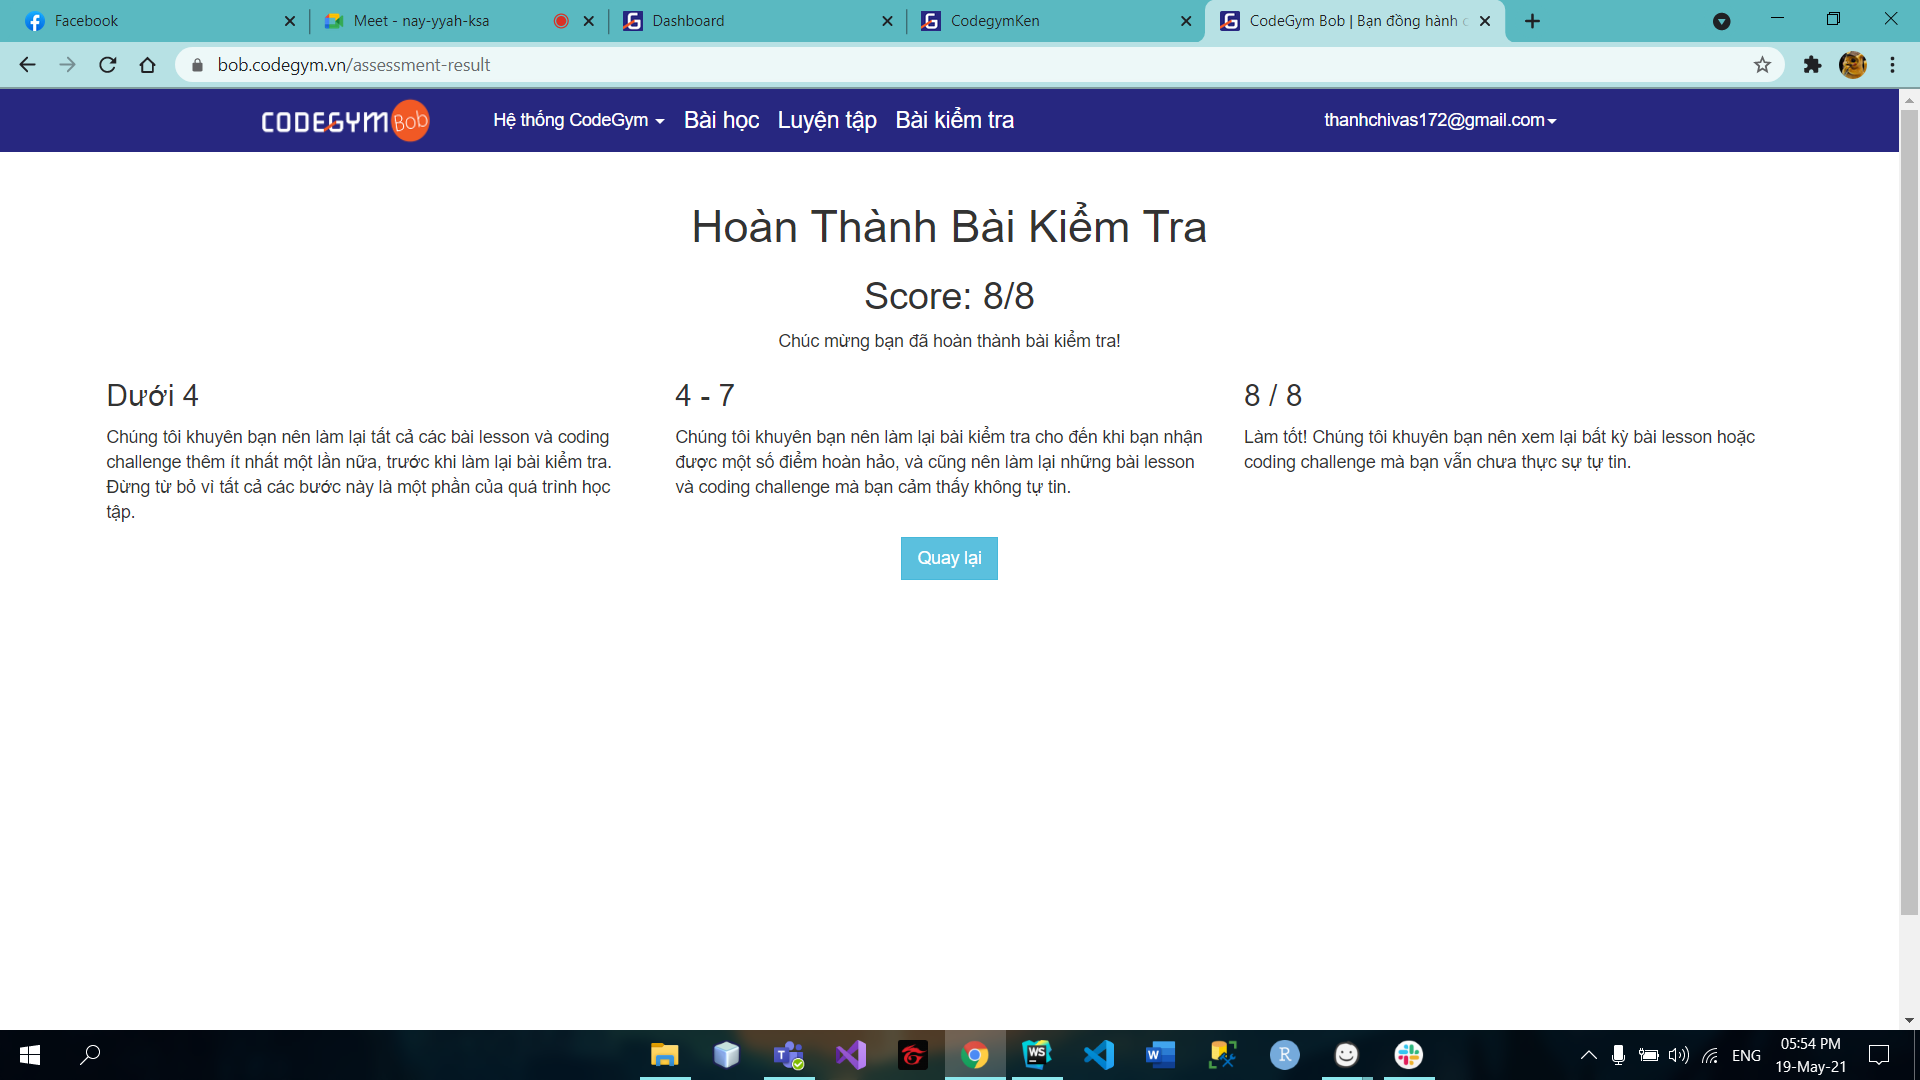 Facebook
Meet - nay-yyah-ksa
Dashboard
CodegymKen
CodeGym Bob | Bạn đồng hành
bob.codegym.vn/assessment-result
CODEGYM Bob
Hệ thống CodeGym
Bài học
Luyện tập
Bài kiểm tra
thanhchivas172@gmail.com
Hoàn Thành Bài Kiểm Tra
Score: 8/8
Chúc mừng bạn đã hoàn thành bài kiểm tra!
Dưới 4
Chúng tôi khuyên bạn nên làm lại tất cả các bài lesson và coding
challenge thêm ít nhất một lần nữa, trước khi làm lại bài kiểm tra.
Đừng từ bỏ vì tất cả các bước này là một phần của quá trình học
tập.
4 - 7
Chúng tôi khuyên bạn nên làm lại bài kiểm tra cho đến khi bạn nhận
được một số điểm hoàn hảo, và cũng nên làm lại những bài lesson
và coding challenge mà bạn cảm thấy không tự tin.
8 / 8
Làm tốt! Chúng tôi khuyên bạn nên xem lại bất kỳ bài lesson hoặc
coding challenge mà bạn vẫn chưa thực sự tự tin.
Quay lại
ENG
05:54 PM
19-May-21